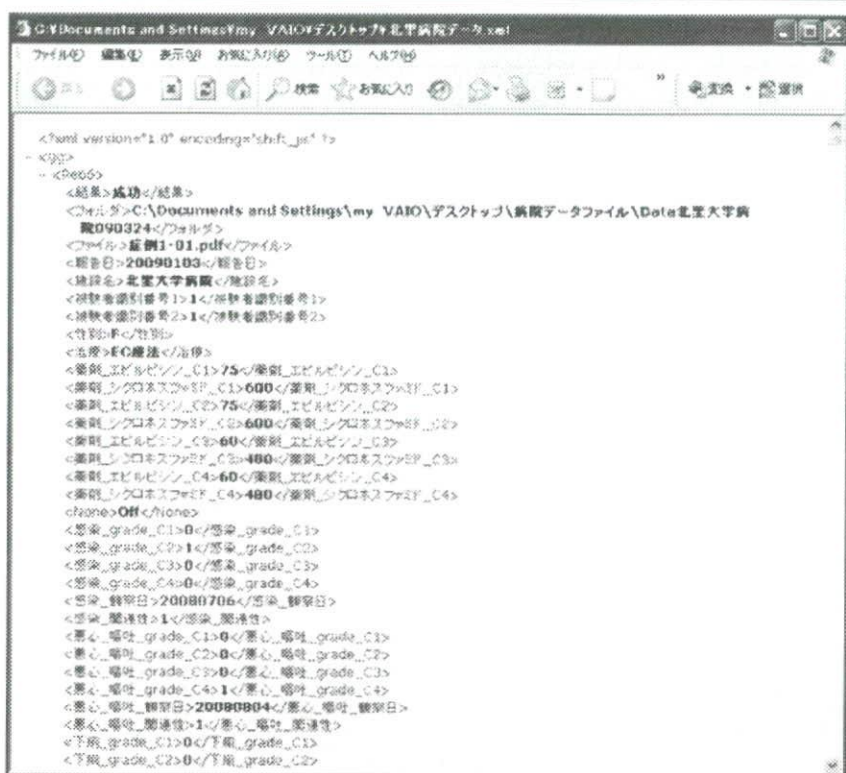 C:¥Documents and Settings¥my VAIO¥デスクトップ¥北里病院データ.xml
ファイル(F) 編集(E) 表示(V) お気に入り(A) ツール(T) ヘルプ(H)
戻る 検索 お気に入り » 変換 選択
<?xml version="1.0" encoding="shift_jis" ?>
-
- 
<結果>成功</結果>
<フォルダ>C:\Documents and Settings\my VAIO\デスクトップ\病院データファイル\Data北里大学病
院090324</フォルダ>
<ファイル>症例1-01.pdf</ファイル>
<報告日>20090103</報告日>
<施設名>北里大学病院</施設名>
<被験者識別番号1>1</被験者識別番号1>
<被験者識別番号2>1</被験者識別番号2>
<性別>F</性別>
<治療>EC療法</治療>
<薬剤_エピルビシン_C1>75</薬剤_エピルビシン_C1>
<薬剤_シクロホスファミド_C1>600</薬剤_シクロホスファミド_C1>
<薬剤_エピルビシン_C2>75</薬剤_エピルビシン_C2>
<薬剤_シクロホスファミド_C2>600</薬剤_シクロホスファミド_C2>
<薬剤_エピルビシン_C3>60</薬剤_エピルビシン_C3>
<薬剤_シクロホスファミド_C3>480</薬剤_シクロホスファミド_C3>
<薬剤_エピルビシン_C4>60</薬剤_エピルビシン_C4>
<薬剤_シクロホスファミド_C4>480</薬剤_シクロホスファミド_C4>
<None>Off</None>
<感染_grade_C1>0</感染_grade_C1>
<感染_grade_C2>1</感染_grade_C2>
<感染_grade_C3>0</感染_grade_C3>
<感染_grade_C4>0</感染_grade_C4>
<感染_観察日>20080706</感染_観察日>
<感染_関連性>1</感染_関連性>
<悪心_嘔吐_grade_C1>0</悪心_嘔吐_grade_C1>
<悪心_嘔吐_grade_C2>0</悪心_嘔吐_grade_C2>
<悪心_嘔吐_grade_C3>0</悪心_嘔吐_grade_C3>
<悪心_嘔吐_grade_C4>1</悪心_嘔吐_grade_C4>
<悪心_嘔吐_観察日>20080804</悪心_嘔吐_観察日>
<悪心_嘔吐_関連性>1</悪心_嘔吐_関連性>
<下痢_grade_C1>0</下痢_grade_C1>
<下痢_grade_C2>0</下痢_grade_C2>